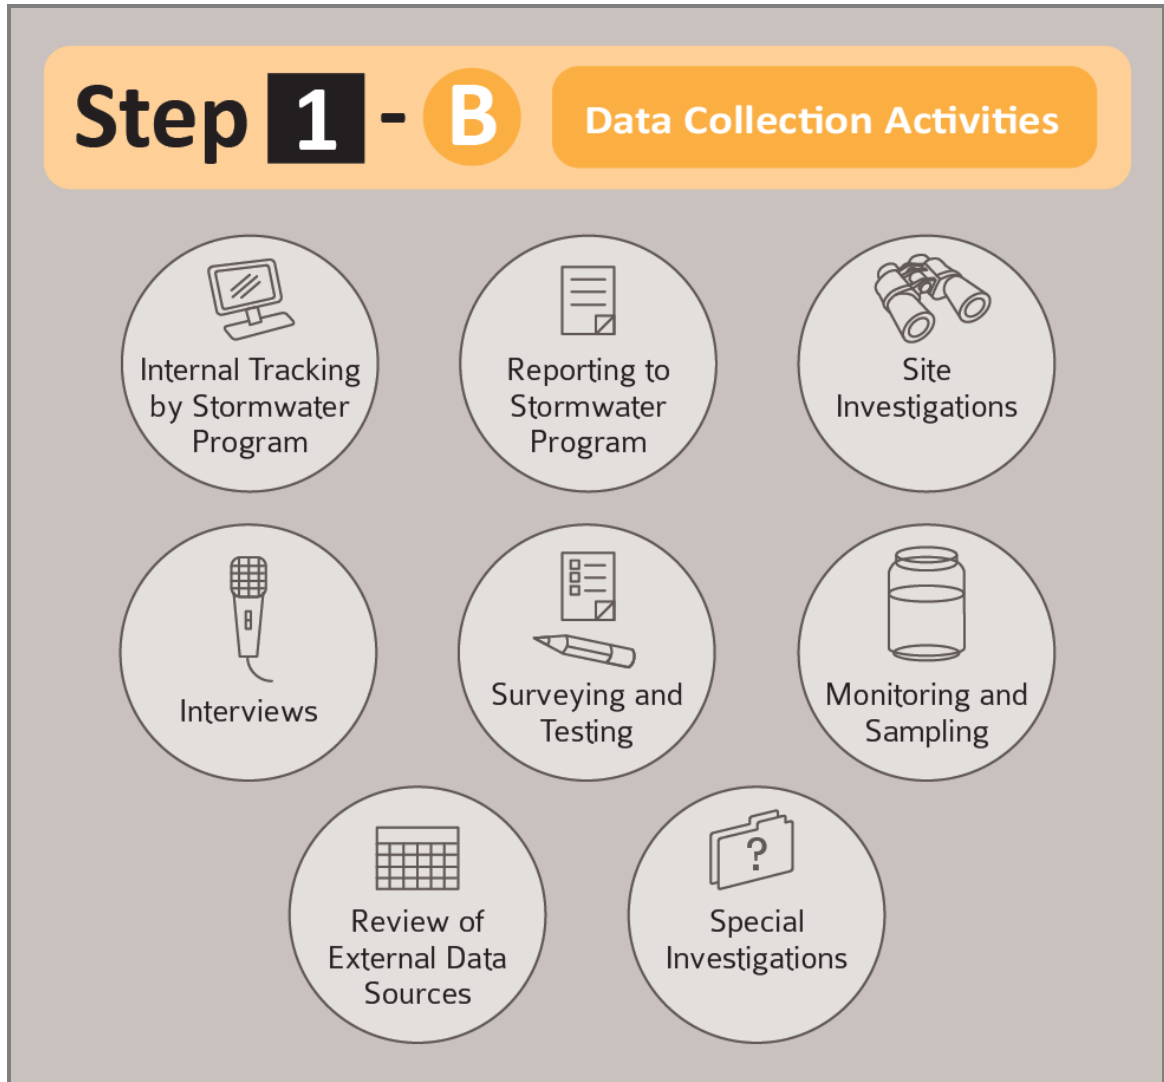 Step 1 - B Data Collection Activities
Internal Tracking
by Stormwater
Program
Reporting to
Stormwater
Program
Site
Investigations
Interviews
Surveying and
Testing
Monitoring and
Sampling
Review of
External Data
Sources
?
Special
Investigations